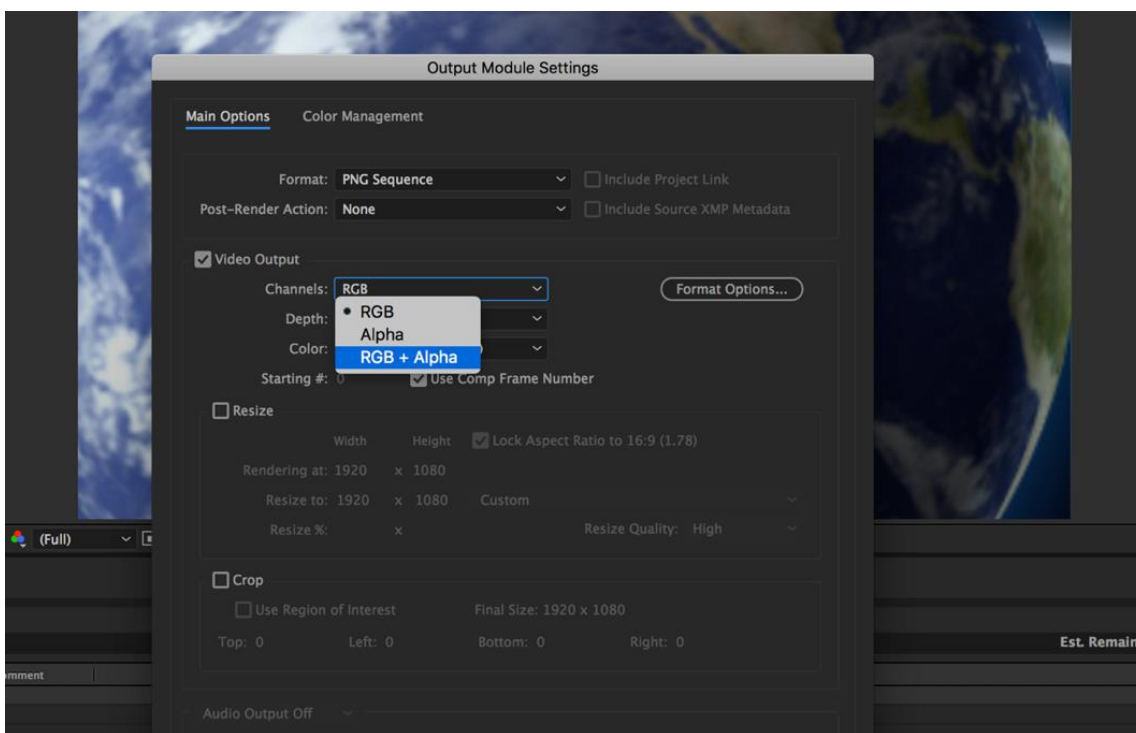 Output Module Settings
Main Options Color Management
Format: PNG Sequence Include Project Link
Post-Render Action: None Include Source XMP Metadata
Video Output
Channels: RGB Format Options...
Depth: • RGB
Alpha
Color: RGB + Alpha )
Starting #: 0 Use Comp Frame Number
Resize
Width Height Lock Aspect Ratio to 16:9 (1.78)
Rendering at: 1920 x 1080
Resize to: 1920 x 1080 Custom
Resize %: x Resize Quality: High
(Full)
Crop
Use Region of Interest Final Size: 1920 x 1080
Top: 0 Left: 0 Bottom: 0 Right: 0
Est. Remain
omment
Audio Output Off